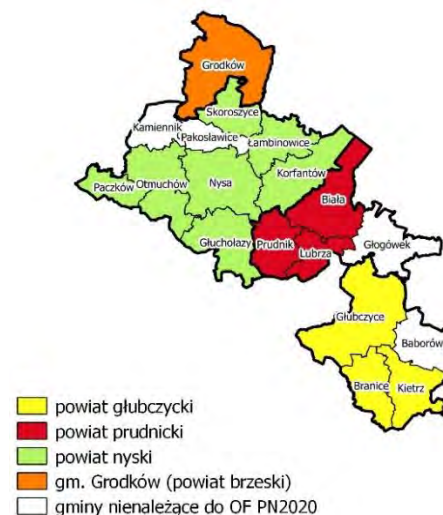 Grodków
Skoroszyce
Kamiennik
Pakosławice
Łambinowice
Paczków
Otmuchów
Nysa
Korfantów
Biała
Głuchołazy
Prudnik
Lubrza
Głogówek
Głubczyce
Baborów
Branice
Kietrz
powiat głubczycki
powiat prudnicki
powiat nyski
gm. Grodków (powiat brzeski)
gminy nienależące do OF PN2020